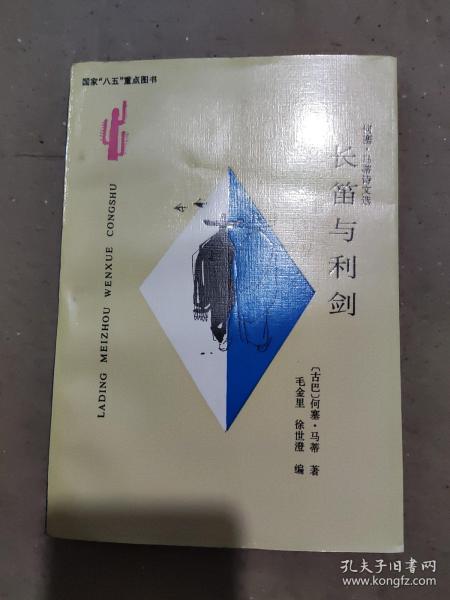 国家“八五”重点图书
LADING MEIZHOU WENXUE CONGSHU
何塞·马蒂诗文选
长笛与利剑
〔古巴〕何塞·马蒂 著
毛金里 徐世澄 编
孔夫子旧书网
www.kongfz.com